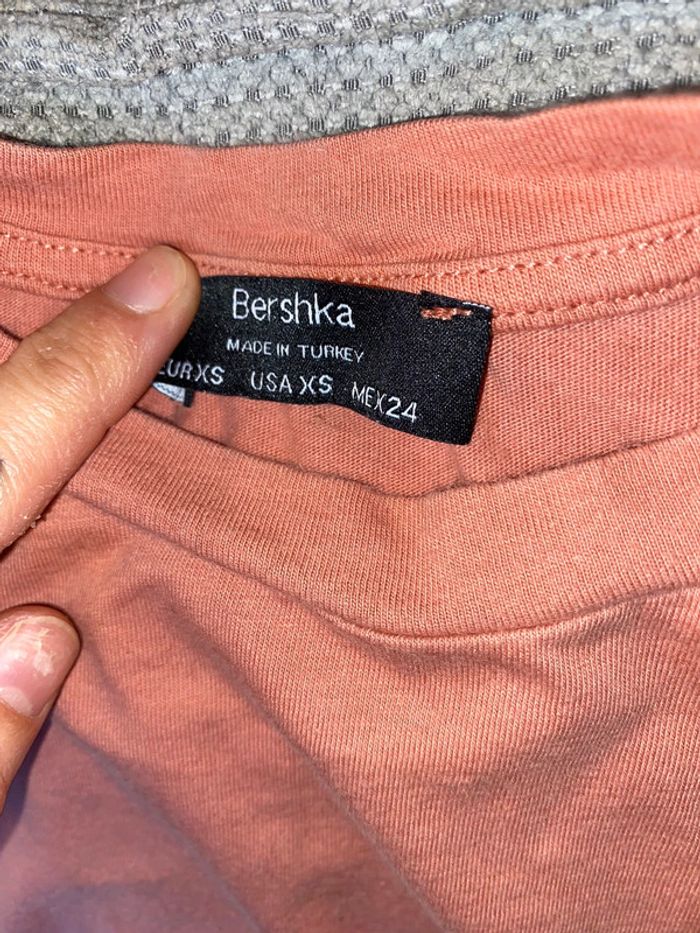 Bershka
MADE IN TURKEY
EUR XS USA XS MEX 24